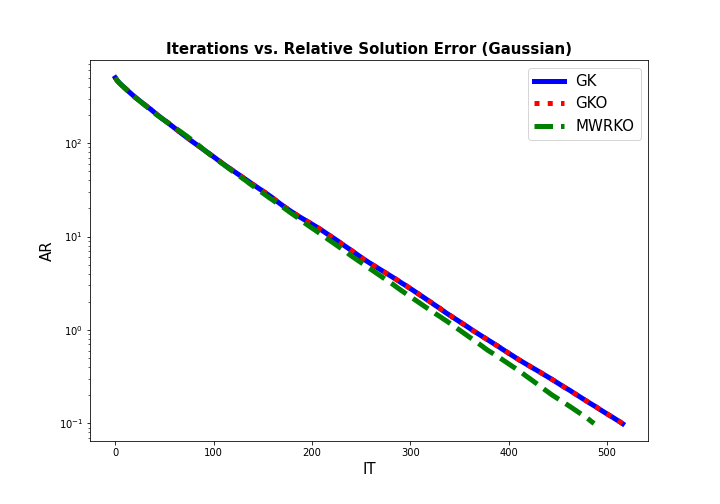 Iterations vs. Relative Solution Error (Gaussian)
GK
GKO
MWRKO
AR
10²
10¹
10⁰
10⁻¹
0 100 200 300 400 500
IT